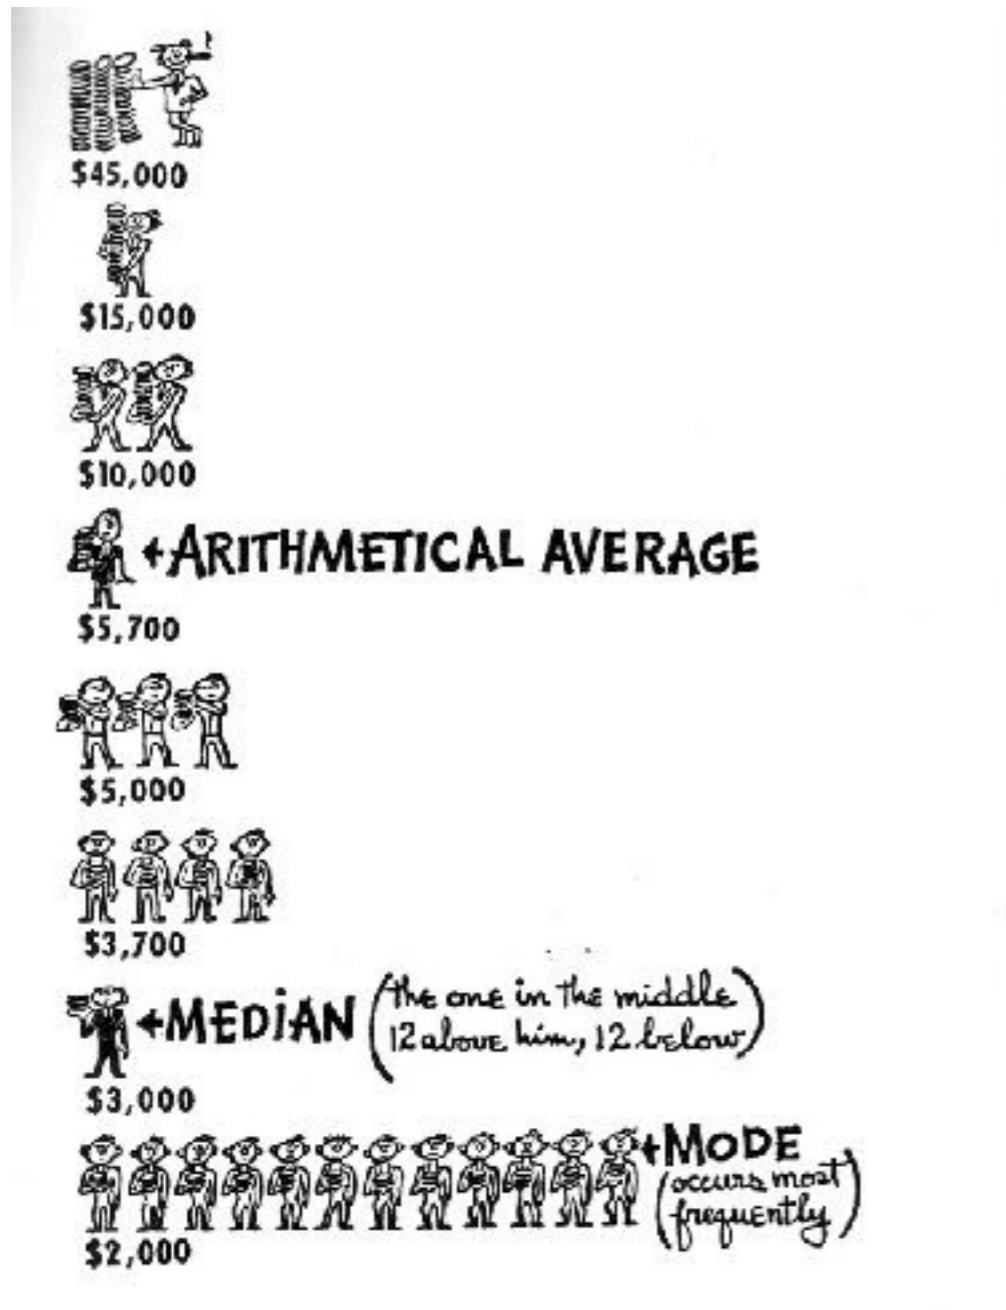 $45,000
$15,000
$10,000
←ARITHMETICAL AVERAGE
$5,700
$5,000
$3,700
←MEDiAN (the one in the middle
12 above him, 12 below)
$3,000
←MODE
(occurs most
frequently)
$2,000